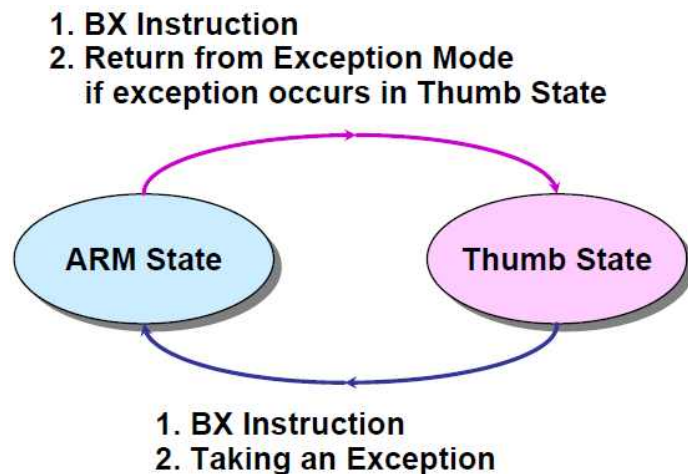 1. BX Instruction
2. Return from Exception Mode
if exception occurs in Thumb State
ARM State
Thumb State
1. BX Instruction
2. Taking an Exception